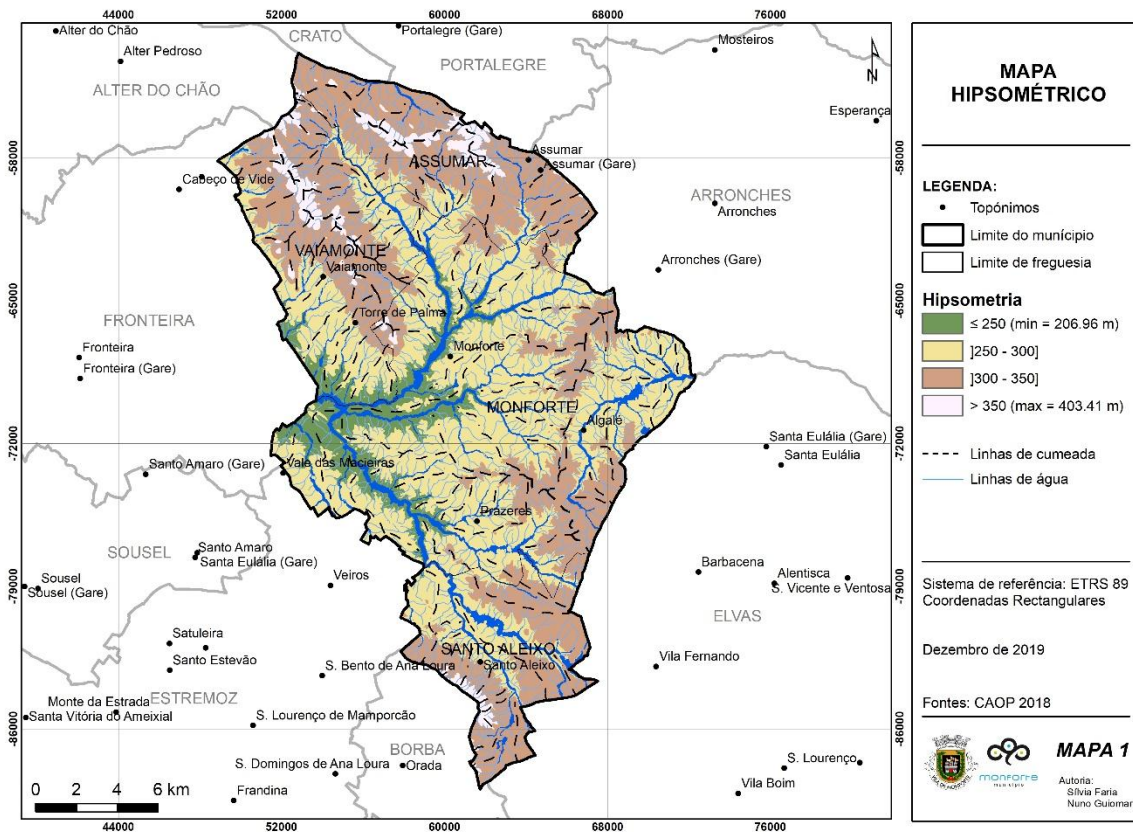 44000
52000
60000
68000
76000
Alter do Chão
CRATO
Portalegre (Gare)
Mosteiros
Alter Pedroso
PORTALEGRE
ALTER DO CHÃO
N
Esperança
-58000
ASSUMAR
Assumar
Assumar (Gare)
-58000
Cabeço de Vide
ARRONCHES
Arronches
VAIAMONTE
Vaiamonte
Arronches (Gare)
-65000
-65000
FRONTEIRA
Torre de Palma
Fronteira
Monforte
Fronteira (Gare)
MONFORTE
Algalé
-72000
Santa Eulália (Gare)
-72000
Santo Amaro (Gare)
Vale das Macieiras
Santa Eulália
Prazeres
SOUSEL
Santo Amaro
Santa Eulália (Gare)
Barbacena
Sousel
Sousel (Gare)
Veiros
Alentisca
S. Vicente e Ventosa
-79000
-79000
ELVAS
Satuleira
SANTO ALEIXO
Santo Estevão
S. Bento de Ana Loura
Santo Aleixo
Vila Fernando
Monte da Estrada
ESTREMOZ
Santa Vitória do Ameixial
S. Lourenço de Mamporcão
-86000
-86000
BORBA
S. Domingos de Ana Loura
Orada
S. Lourenço
Frandina
Vila Boim
0 2 4 6 km
44000
52000
60000
68000
76000
MAPA
HIPSOMÉTRICO
LEGENDA:
Topónimos
Limite do munícipio
Limite de freguesia
Hipsometria
≤ 250 (min = 206.96 m)
]250 - 300]
]300 - 350]
> 350 (max = 403.41 m)
Linhas de cumeada
Linhas de água
Sistema de referência: ETRS 89
Coordenadas Rectangulares
Dezembro de 2019
Fontes: CAOP 2018
monforte
município
MAPA 1
Autoria:
Sílvia Faria
Nuno Guiomar